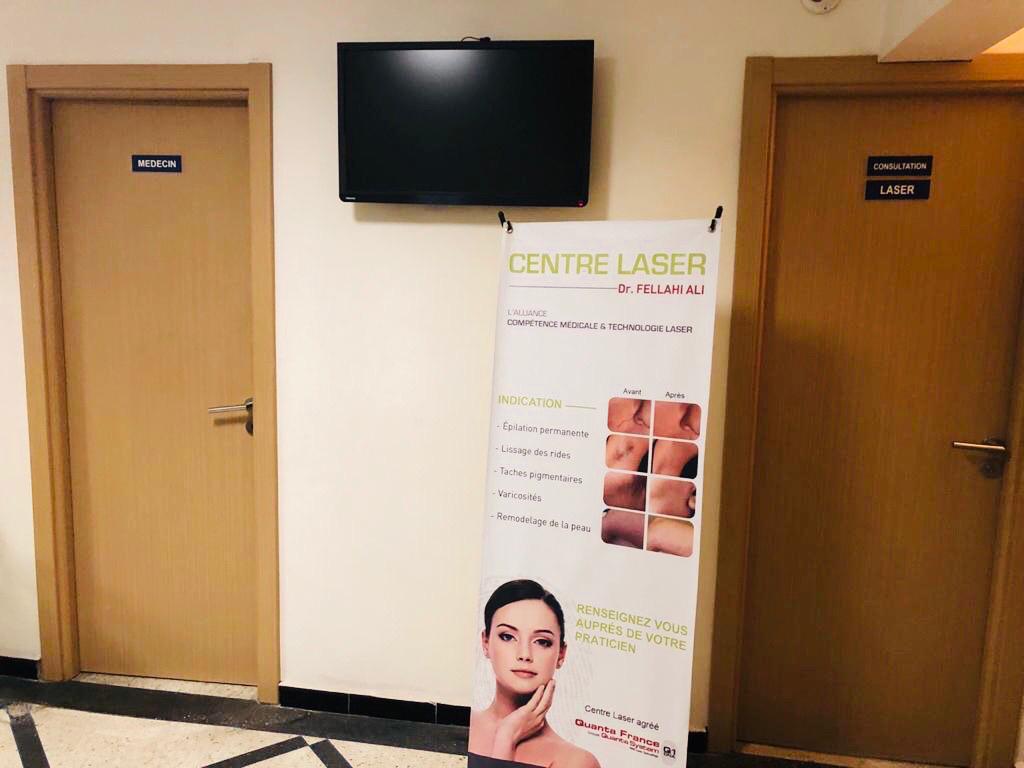 MEDECIN
CONSULTATION
LASER
CENTRE LASER
Dr. FELLAHI ALI
L'ALLIANCE
COMPÉTENCE MÉDICALE & TECHNOLOGIE LASER
Avant Après
INDICATION
- Épilation permanente
- Lissage des rides
- Taches pigmentaires
- Varicosités
- Remodelage de la peau
RENSEIGNEZ VOUS
AUPRÉS DE VOTRE
PRATICIEN
Centre Laser agréé
Quanta France
Quanta System